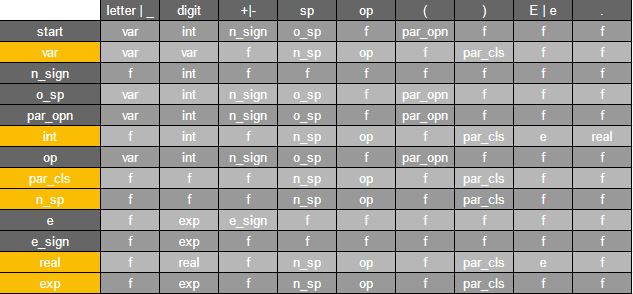 letter | _ digit +|- sp op ( ) E | e .
start var int n_sign o_sp f par_opn f f f
var var var f n_sp op f par_cls f f
n_sign f int f f f f f f f
o_sp var int n_sign o_sp f par_opn f f f
par_opn var int n_sign o_sp f par_opn f f f
int f int f n_sp op f par_cls e real
op var int n_sign o_sp f par_opn f f f
par_cls f f f n_sp op f par_cls f f
n_sp f f f n_sp op f par_cls f f
e f exp e_sign f f f f f f
e_sign f exp f f f f f f f
real f real f n_sp op f par_cls e f
exp f exp f n_sp op f par_cls f f